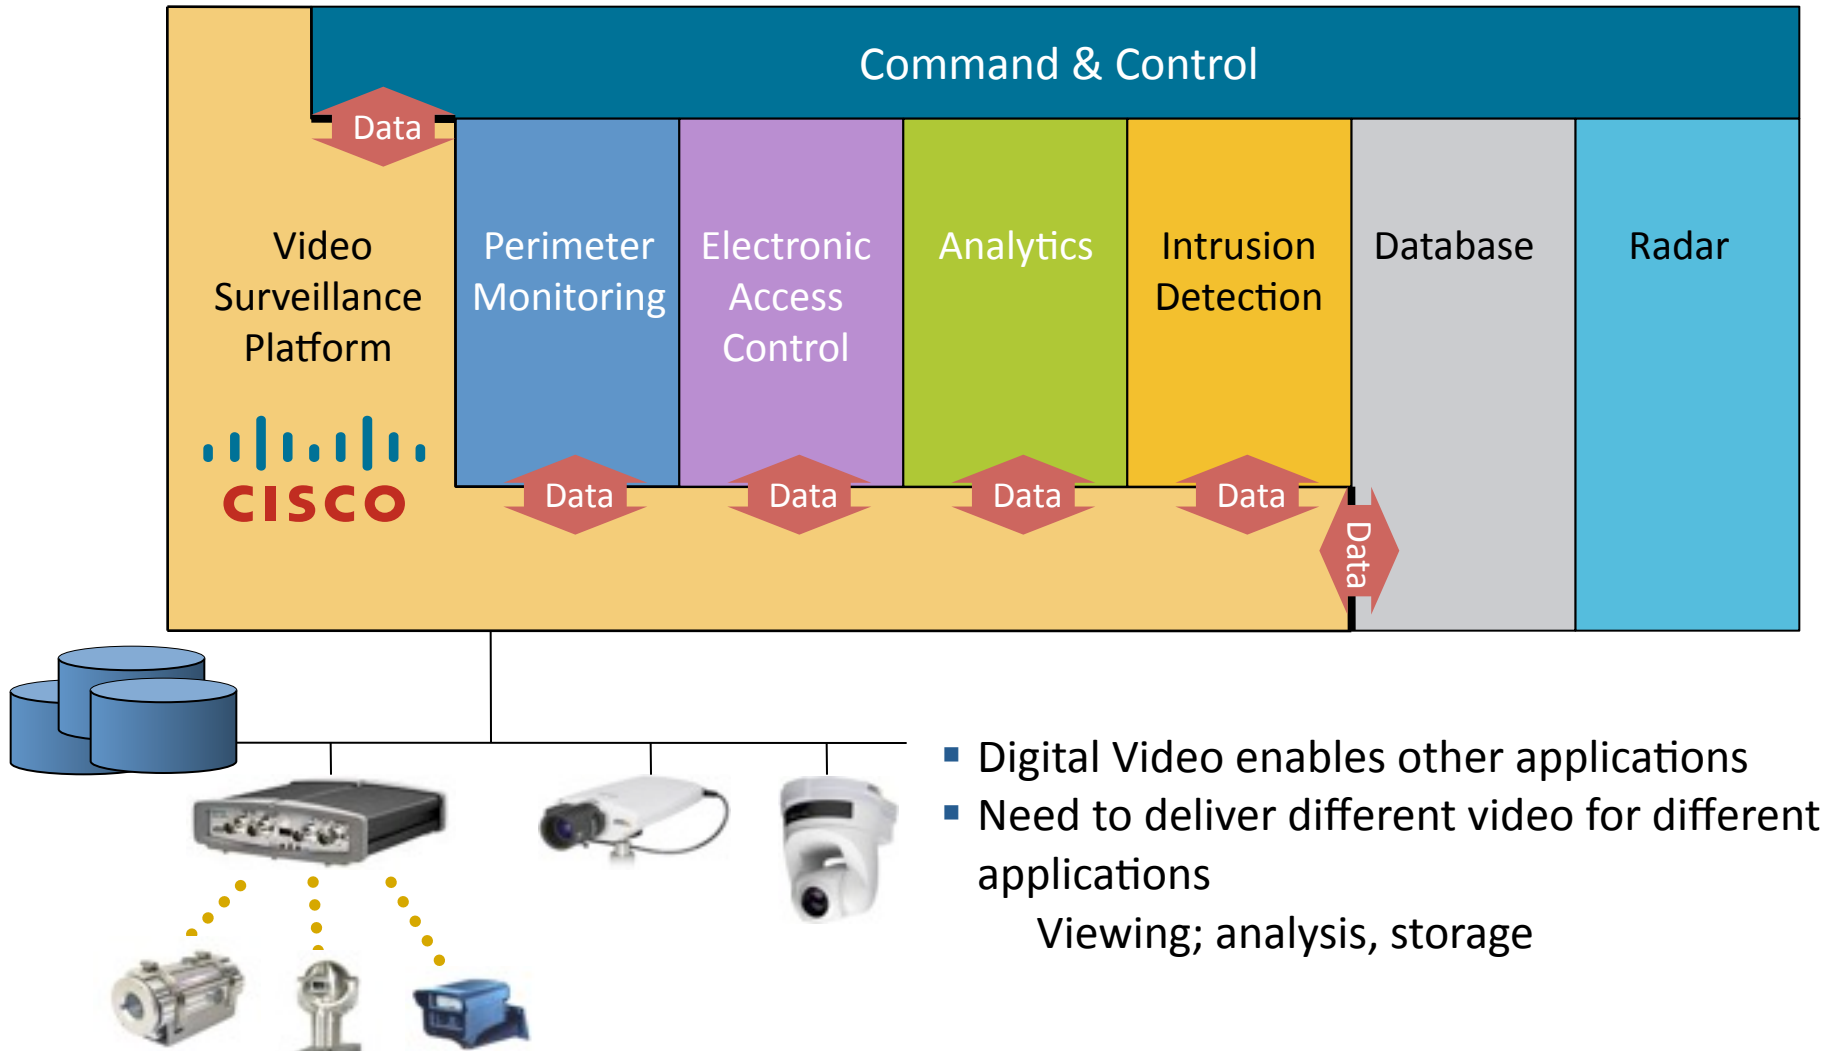 Command & Control
Data
Video
Surveillance
Platform
CISCO
Perimeter
Monitoring
Electronic
Access
Control
Analytics
Intrusion
Detection
Database
Radar
Data
Data
Data
Data
Data
Digital Video enables other applications
Need to deliver different video for different
applications
Viewing; analysis, storage